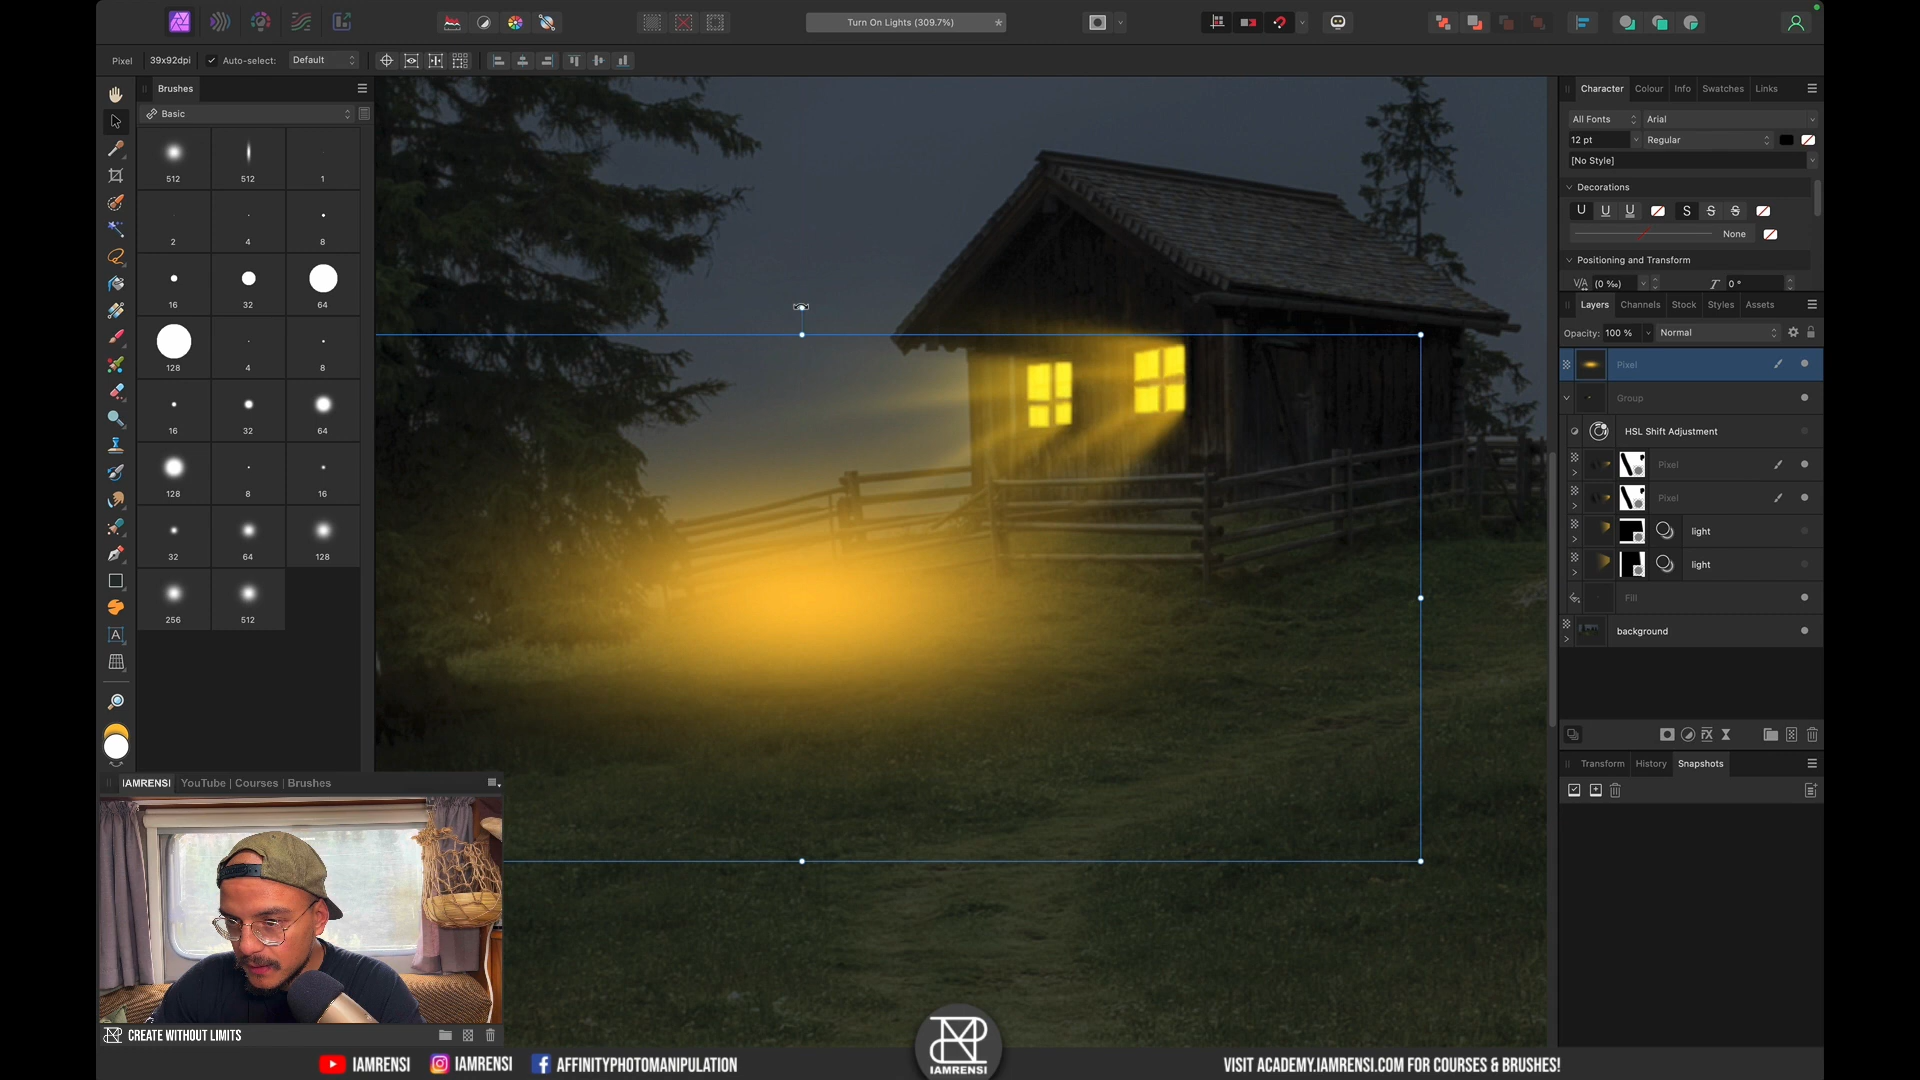 Turn On Lights (309.7%)
*
Pixel
39x92dpi
Auto-select:
Default
Brushes
Basic
512
512
1
2
4
8
16
32
64
128
4
8
16
32
64
128
8
16
32
64
128
256
512
A
Character
Colour
Info
Swatches
Links
All Fonts
Arial
12 pt
Regular
[No Style]
Decorations
U U U S S S
None
Positioning and Transform
V/A (0 ‰)
T 0 °
Layers
Channels
Stock
Styles
Assets
Opacity: 100 %
Normal
Pixel
Group
HSL Shift Adjustment
Pixel
Pixel
light
light
Fill
background
Transform
History
Snapshots
IAMRENSI
YouTube | Courses | Brushes
CREATE WITHOUT LIMITS
IAMRENSI
IAMRENSI
AFFINITYPHOTOMANIPULATION
IAMRENSI
VISIT ACADEMY.IAMRENSI.COM FOR COURSES & BRUSHES!